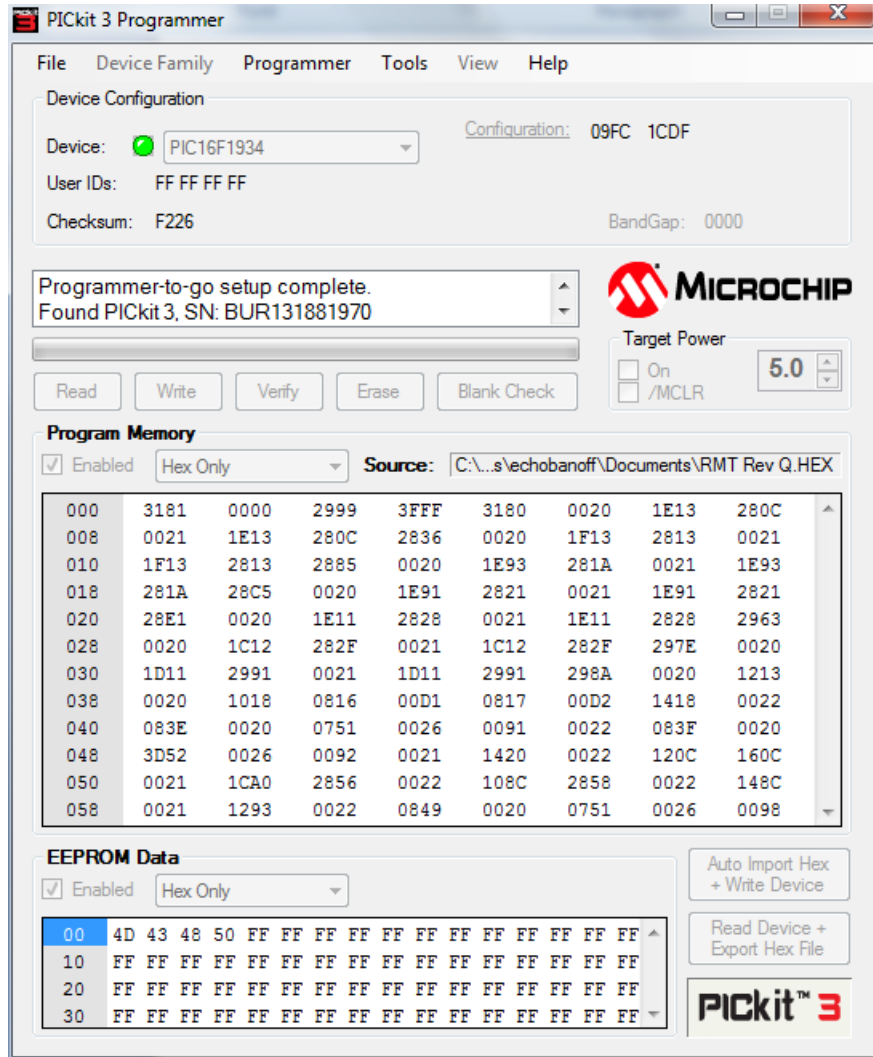 PICkit 3 Programmer
File Device Family Programmer Tools View Help
Device Configuration
Device: PIC16F1934
Configuration: 09FC 1CDF
User IDs: FF FF FF FF
Checksum: F226
BandGap: 0000
Programmer-to-go setup complete.
Found PICkit 3, SN: BUR131881970
MICROCHIP
Target Power
On
/MCLR
5.0
Read Write Verify Erase Blank Check
Program Memory
Enabled Hex Only Source: C:\...s\echobanoff\Documents\RMT Rev Q.HEX
000 3181 0000 2999 3FFF 3180 0020 1E13 280C
008 0021 1E13 280C 2836 0020 1F13 2813 0021
010 1F13 2813 2885 0020 1E93 281A 0021 1E93
018 281A 28C5 0020 1E91 2821 0021 1E91 2821
020 28E1 0020 1E11 2828 0021 1E11 2828 2963
028 0020 1C12 282F 0021 1C12 282F 297E 0020
030 1D11 2991 0021 1D11 2991 298A 0020 1213
038 0020 1018 0816 00D1 0817 00D2 1418 0022
040 083E 0020 0751 0026 0091 0022 083F 0020
048 3D52 0026 0092 0021 1420 0022 120C 160C
050 0021 1CA0 2856 0022 108C 2858 0022 148C
058 0021 1293 0022 0849 0020 0751 0026 0098
EEPROM Data
Enabled Hex Only
00 4D 43 48 50 FF FF FF FF FF FF FF FF FF FF FF FF
10 FF FF FF FF FF FF FF FF FF FF FF FF FF FF FF FF
20 FF FF FF FF FF FF FF FF FF FF FF FF FF FF FF FF
30 FF FF FF FF FF FF FF FF FF FF FF FF FF FF FF FF
Auto Import Hex
+ Write Device
Read Device +
Export Hex File
PICkit™ 3